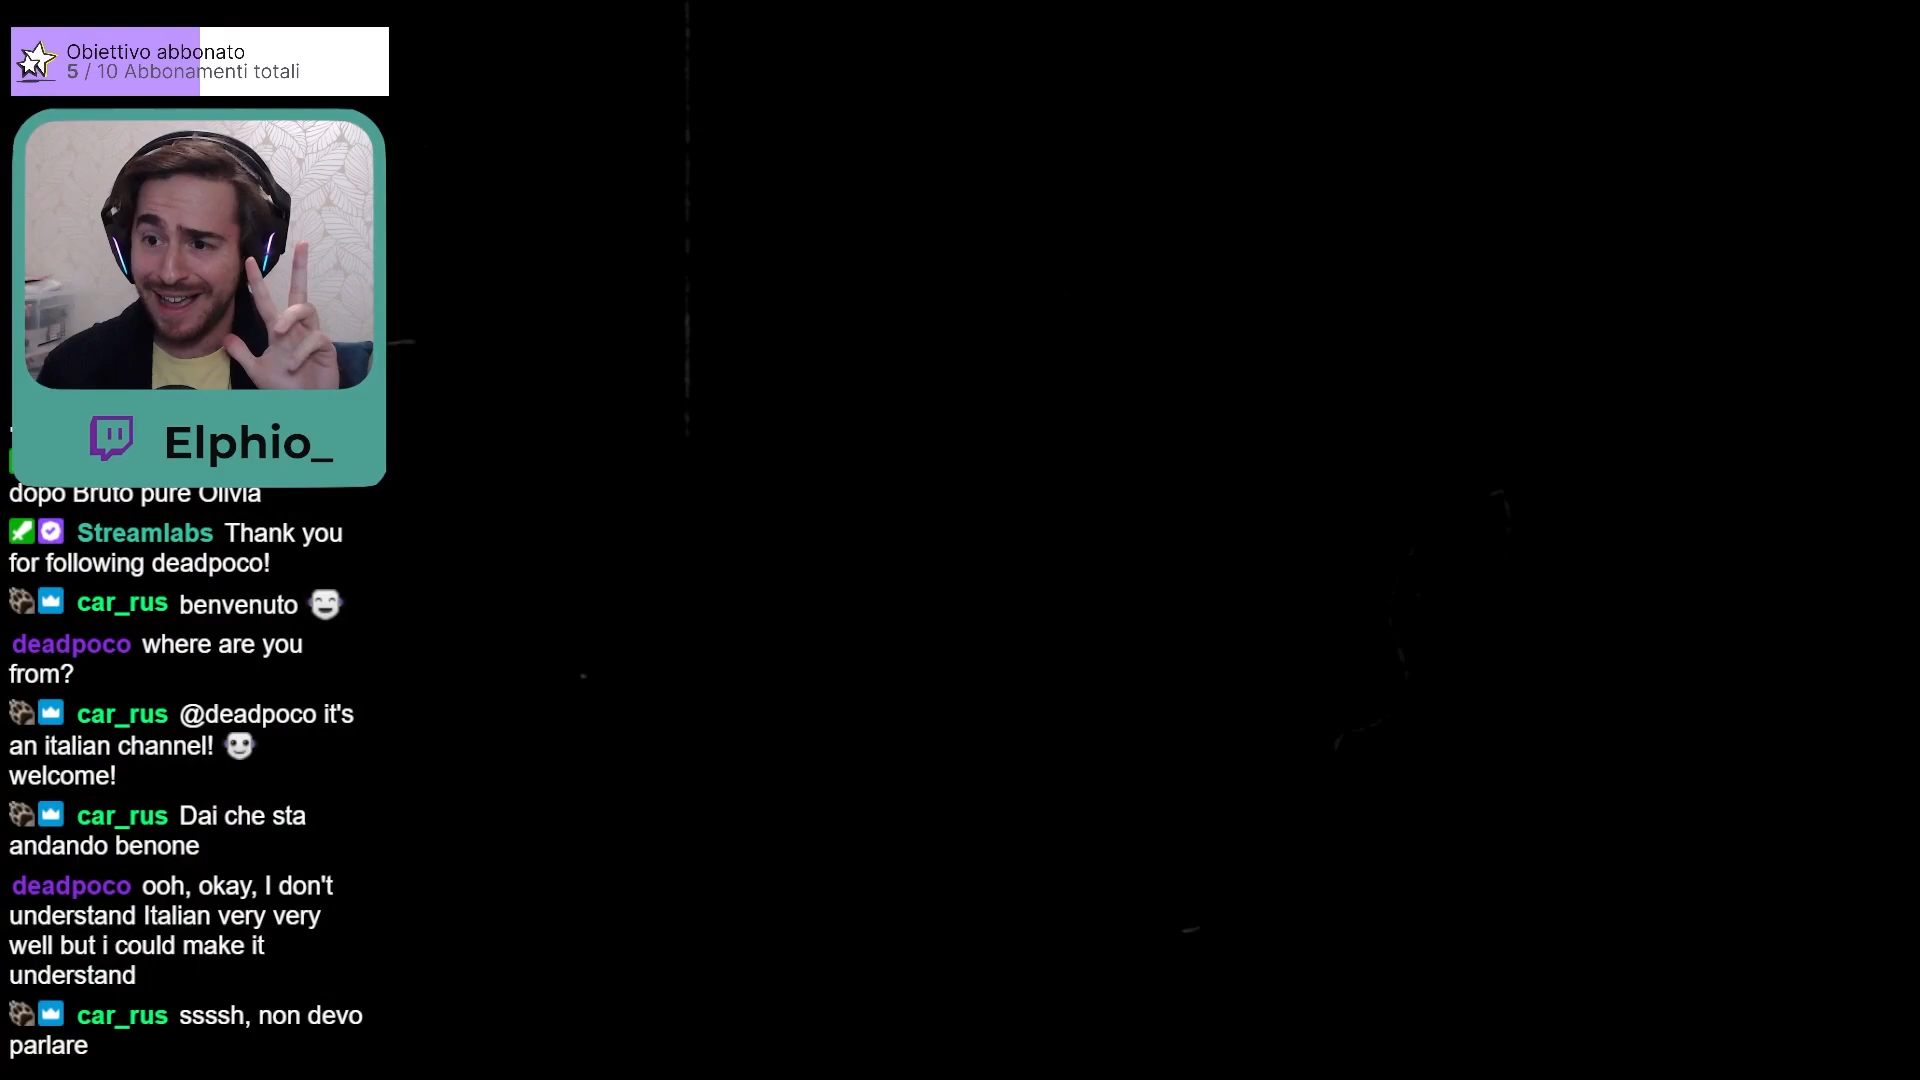 Obiettivo abbonato
5 / 10 Abbonamenti totali
Elphio_
dopo Bruto pure Olivia
Streamlabs Thank you
for following deadpoco!
car_rus benvenuto
deadpoco where are you
from?
car_rus @deadpoco it's
an italian channel!
welcome!
car_rus Dai che sta
andando benone
deadpoco ooh, okay, I don't
understand Italian very very
well but i could make it
understand
car_rus ssssh, non devo
parlare